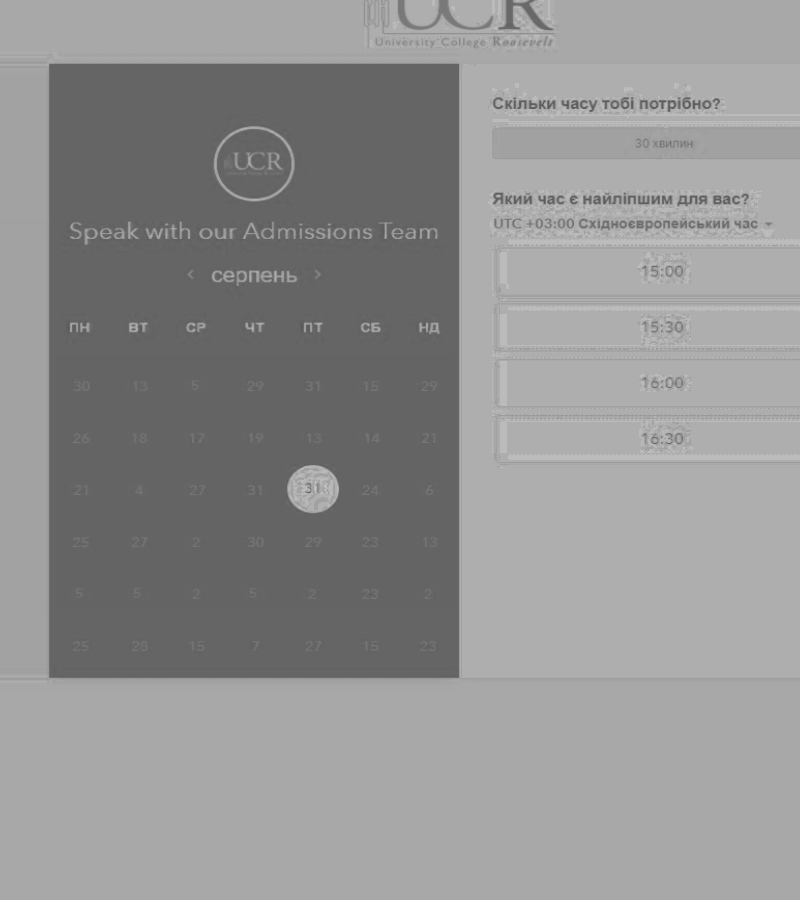 UCR
University College Roosevelt
UCR
Speak with our Admissions Team
< серпень >
ПН ВТ СР ЧТ ПТ СБ НД
30 13 5 29 31 15 29
26 18 17 19 13 14 21
21 4 27 31 31 24 6
25 27 2 30 29 23 13
5 5 2 5 2 23 2
25 28 15 7 27 15 23
Скільки часу тобі потрібно?
30 хвилин
Який час є найліпшим для вас?
UTC +03:00 Східноєвропейський час
15:00
15:30
16:00
16:30